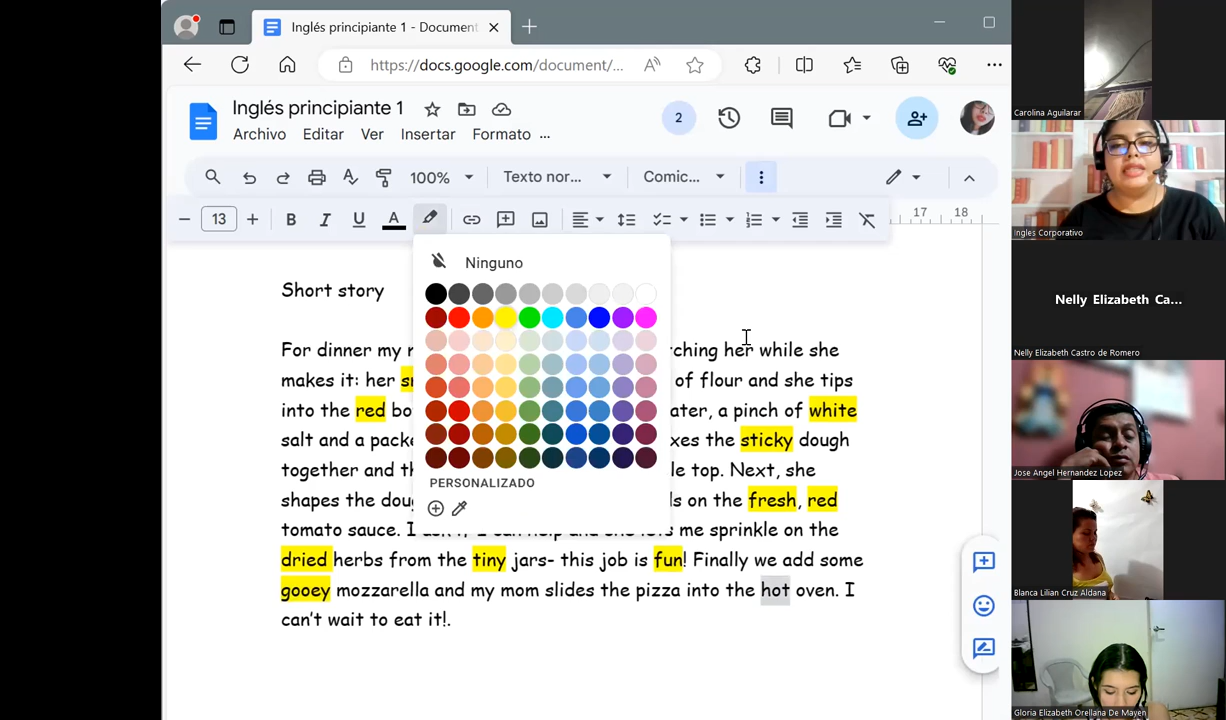 Inglés principiante 1 - Document
https://docs.google.com/document/...
Inglés principiante 1
Archivo Editar Ver Insertar Formato ...
2
100% Texto nor... Comic...
13
17 18
Ninguno
PERSONALIZADO
Short story
For dinner my rching her while she
makes it: her of flour and she tips
into the red bo ater, a pinch of white
salt and a packe xes the sticky dough
together and th le top. Next, she
shapes the doug s on the fresh, red
tomato sauce. I me sprinkle on the
dried herbs from the tiny jars- this job is fun! Finally we add some
gooey mozzarella and my mom slides the pizza into the hot oven. I
can't wait to eat it!.
Carolina Aguilarar
Ingles Corporativo
Nelly Elizabeth Ca...
Nelly Elizabeth Castro de Romero
Jose Angel Hernandez Lopez
Blanca Lilian Cruz Aldana
Gloria Elizabeth Orellana De Mayen